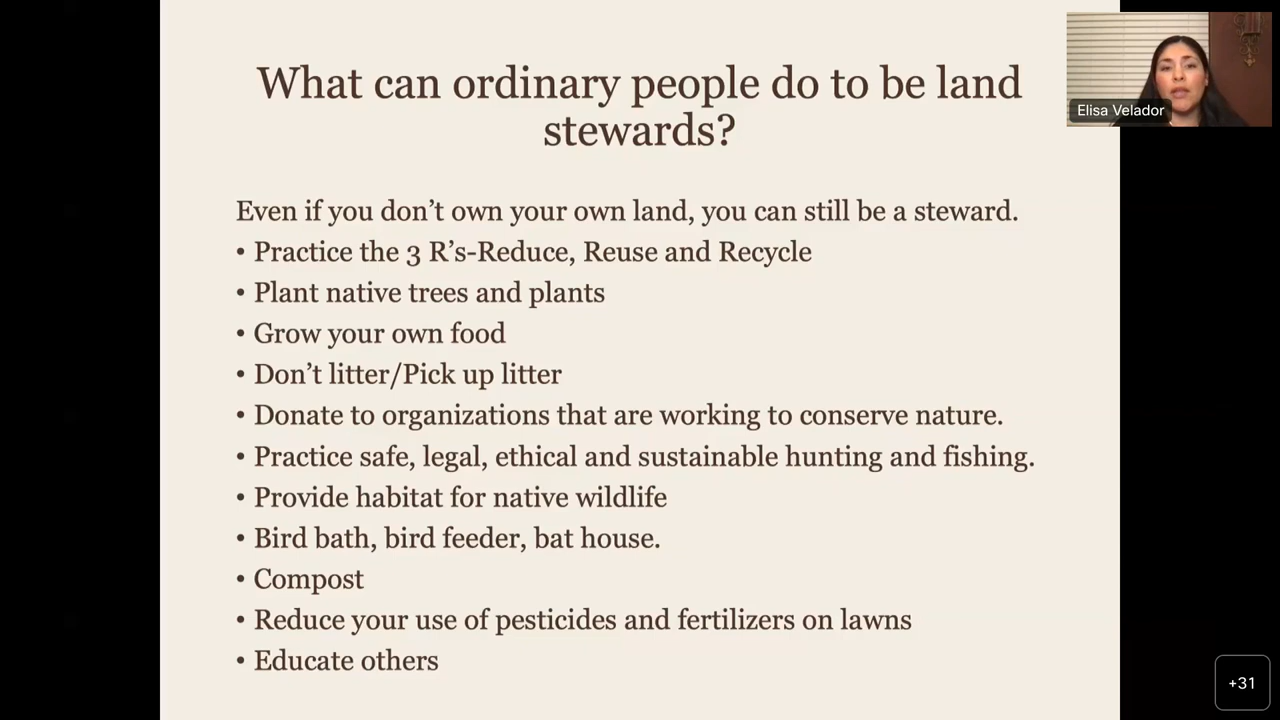 What can ordinary people do to be land
stewards?
Elisa Velador
Even if you don’t own your own land, you can still be a steward.
• Practice the 3 R’s-Reduce, Reuse and Recycle
• Plant native trees and plants
• Grow your own food
• Don’t litter/Pick up litter
• Donate to organizations that are working to conserve nature.
• Practice safe, legal, ethical and sustainable hunting and fishing.
• Provide habitat for native wildlife
• Bird bath, bird feeder, bat house.
• Compost
• Reduce your use of pesticides and fertilizers on lawns
• Educate others
+31